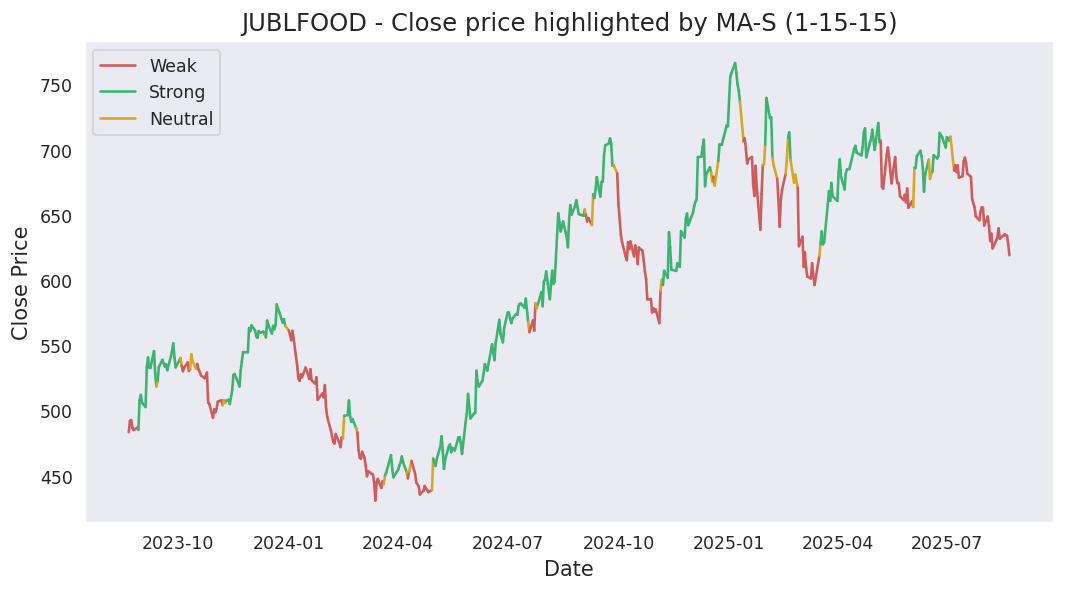 JUBLFOOD - Close price highlighted by MA-S (1-15-15)
Weak
Strong
Neutral
750
700
650
600
550
500
450
Close Price
2023-10 2024-01 2024-04 2024-07 2024-10 2025-01 2025-04 2025-07
Date